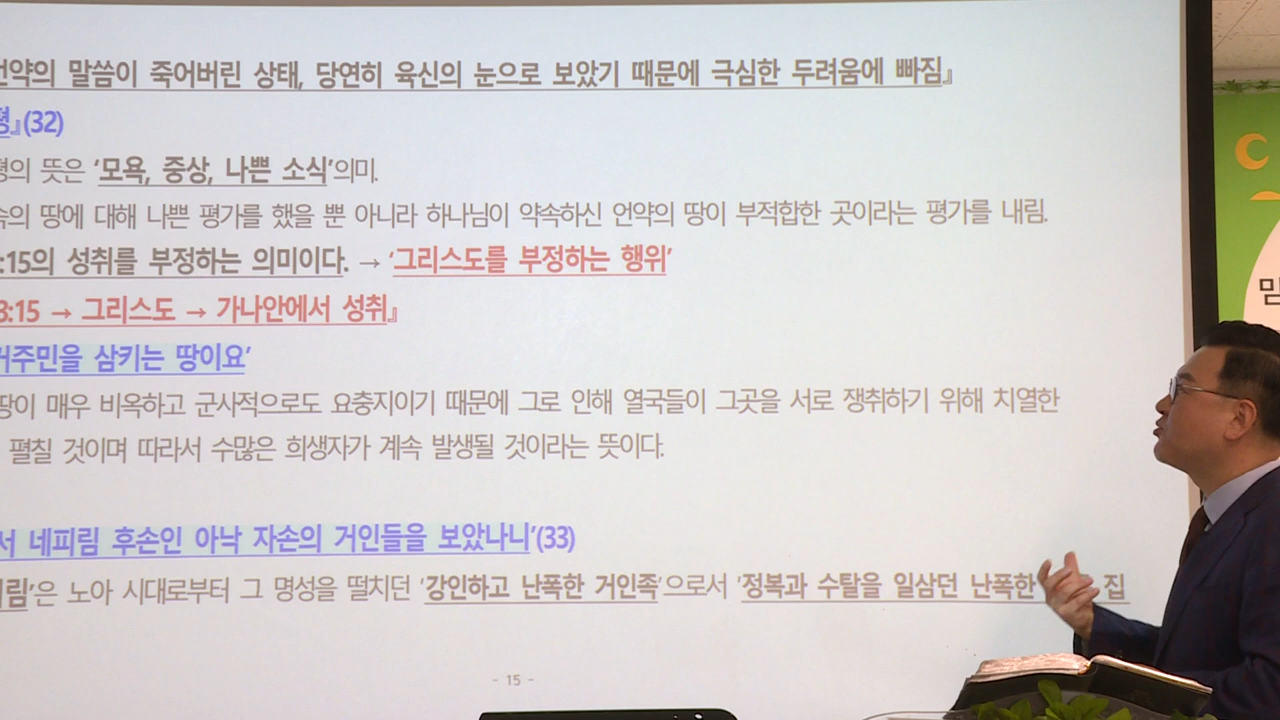 언약의 말씀이 죽어버린 상태, 당연히 육신의 눈으로 보았기 때문에 극심한 두려움에 빠짐』
평』(32)
평의 뜻은 '모욕, 중상, 나쁜 소식'의미.
속의 땅에 대해 나쁜 평가를 했을 뿐 아니라 하나님이 약속하신 언약의 땅이 부적합한 곳이라는 평가를 내림.
:15의 성취를 부정하는 의미이다. → '그리스도를 부정하는 행위'
3:15 → 그리스도 → 가나안에서 성취』
거주민을 삼키는 땅이요'
땅이 매우 비옥하고 군사적으로도 요충지이기 때문에 그로 인해 열국들이 그곳을 서로 쟁취하기 위해 치열한
펼칠 것이며 따라서 수많은 희생자가 계속 발생될 것이라는 뜻이다.
서 네피림 후손인 아낙 자손의 거인들을 보았나니'(33)
림'은 노아 시대로부터 그 명성을 떨치던 '강인하고 난폭한 거인족'으로서 '정복과 수탈을 일삼던 난폭한 집
- 15 -
믿